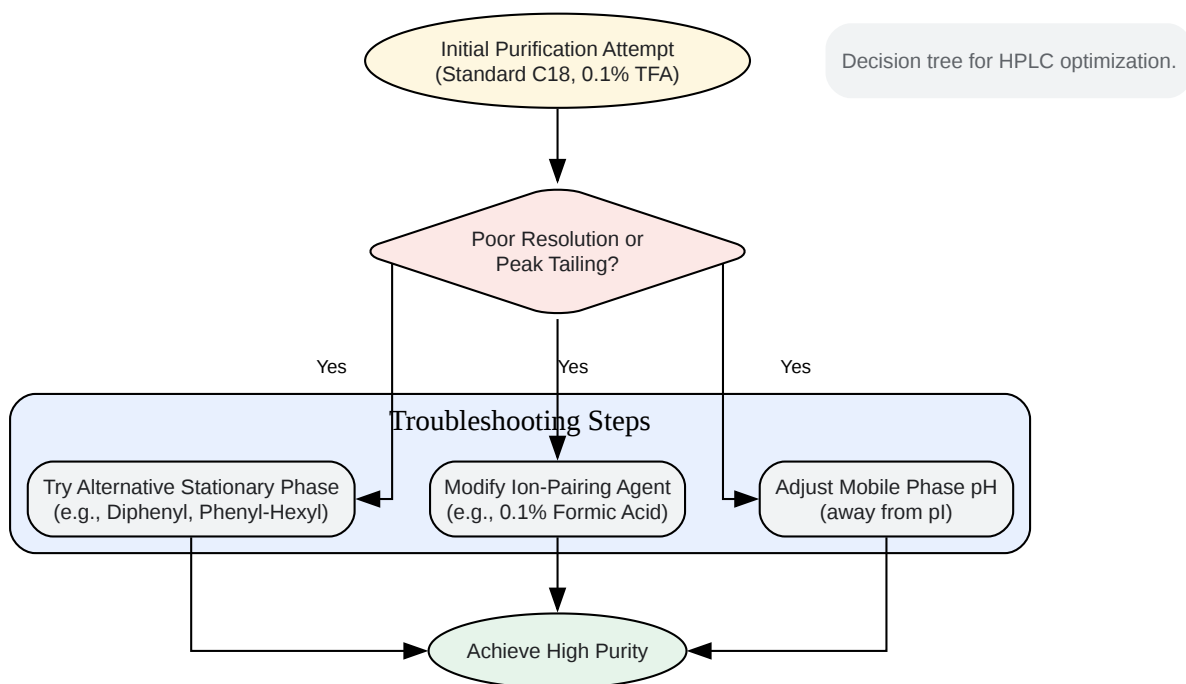 Initial Purification Attempt
(Standard C18, 0.1% TFA)
Decision tree for HPLC optimization.
Poor Resolution or
Peak Tailing?
Yes
Yes
Yes
Troubleshooting Steps
Try Alternative Stationary Phase
(e.g., Diphenyl, Phenyl-Hexyl)
Modify Ion-Pairing Agent
(e.g., 0.1% Formic Acid)
Adjust Mobile Phase pH
(away from pI)
Achieve High Purity